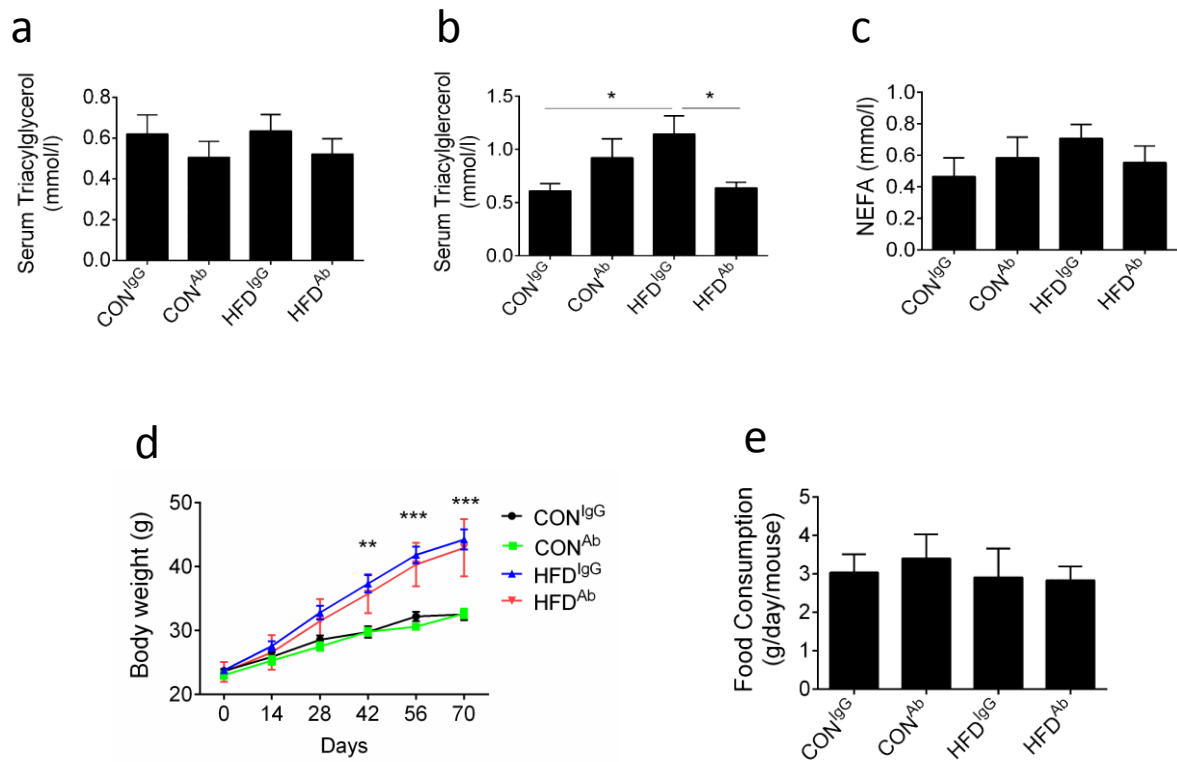 a
Serum Triacylglycerol
(mmol/l)
0.8
0.6
0.4
0.2
0.0
CON^IgG
CON^Ab
HFD^IgG
HFD^Ab
b
Serum Triacylglercerol
(mmol/l)
1.5
1.0
0.5
0.0
*
*
CON^IgG
CON^Ab
HFD^IgG
HFD^Ab
c
NEFA (mmo/l)
1.0
0.8
0.6
0.4
0.2
0.0
CON^IgG
CON^Ab
HFD^IgG
HFD^Ab
d
Body weight (g)
50
40
30
20
**
***
***
0 14 28 42 56 70
Days
CON^IgG
CON^Ab
HFD^IgG
HFD^Ab
e
Food Consumption
(g/day/mouse)
5
4
3
2
1
0
CON^IgG
CON^Ab
HFD^IgG
HFD^Ab